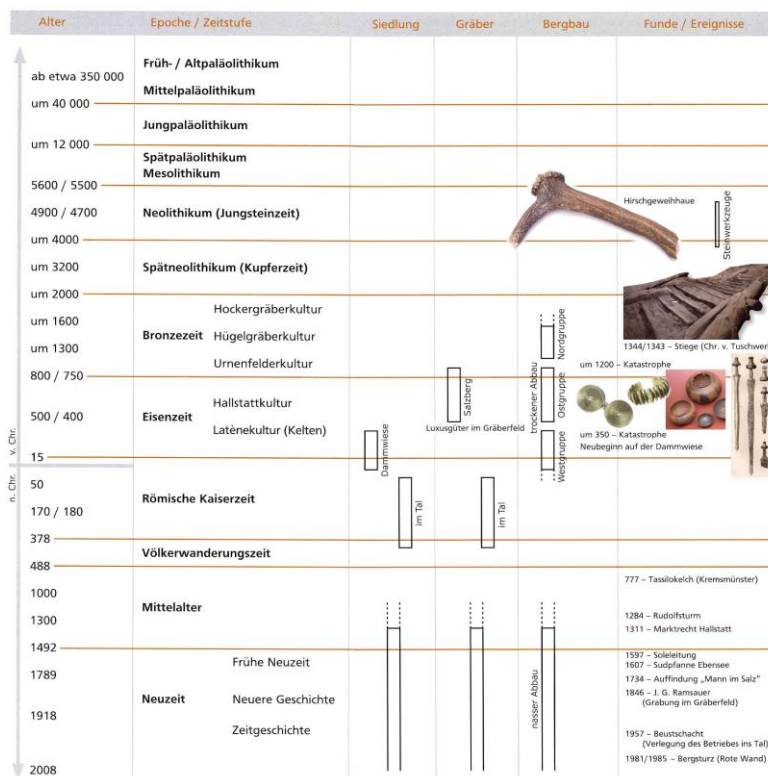 Alter Epoche / Zeitstufe Siedlung Gräber Bergbau Funde / Ereignisse
v. Chr.
n. Chr.
ab etwa 350 000
Früh- / Altpaläolithikum
Mittelpaläolithikum
um 40 000
Jungpaläolithikum
um 12 000
Spätpaläolithikum
Mesolithikum
5600 / 5500
4900 / 4700 Neolithikum (Jungsteinzeit)
Hirschgeweihhaue
Steinwerkzeuge
um 4000
um 3200 Spätneolithikum (Kupferzeit)
um 2000
Hockergräberkultur
um 1600
Bronzezeit Hügelgräberkultur
Nordgruppe
um 1300
1344/1343 – Stiege (Chr. v. Tuschwerk
Urnenfelderkultur
um 1200 – Katastrophe
800 / 750
Salzberg
trockener Abbau
Ostgruppe
Hallstattkultur
500 / 400 Eisenzeit
Luxusgüter im Gräberfeld
Latènekultur (Kelten)
um 350 – Katastrophe
Neubeginn auf der Dammwiese
Dammwiese
Westgruppe
15
50
Römische Kaiserzeit
170 / 180
im Tal
im Tal
378
Völkerwanderungszeit
488
777 – Tassilokelch (Kremsmünster)
1000
Mittelalter
1300
1284 – Rudolfsturm
1311 – Marktrecht Hallstatt
1492
Frühe Neuzeit
1597 – Soleleitung
1607 – Sudpfanne Ebensee
1789
1734 – Auffindung „Mann im Salz"
Neuzeit Neuere Geschichte
nasser Abbau
1846 – J. G. Ramsauer
(Grabung im Gräberfeld)
1918
Zeitgeschichte
1957 – Beustschacht
(Verlegung des Betriebes ins Tal)
1981/1985 – Bergsturz (Rote Wand)
2008